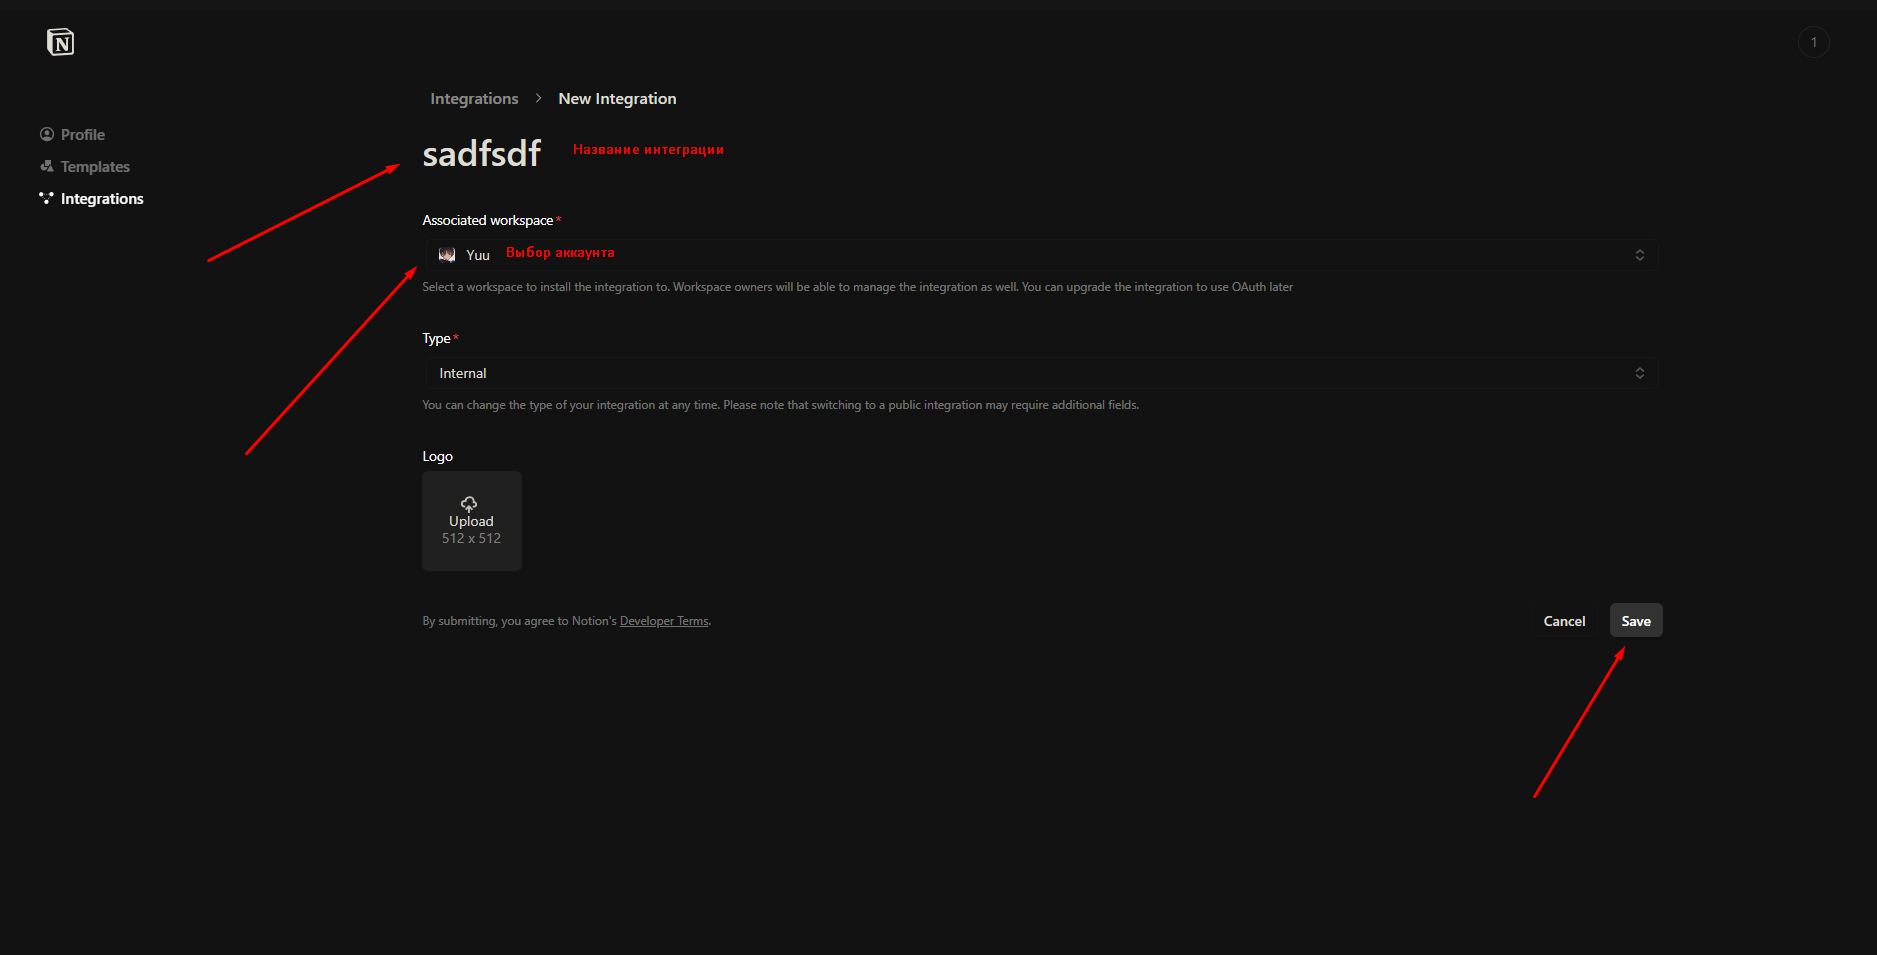 N
1
Integrations > New Integration
Profile
Templates
Integrations
sadfsdf
Название интеграции
Associated workspace*
Yuu
Выбор аккаунта
Select a workspace to install the integration to. Workspace owners will be able to manage the integration as well. You can upgrade the integration to use OAuth later
Type*
Internal
You can change the type of your integration at any time. Please note that switching to a public integration may require additional fields.
Logo
Upload
512 x 512
By submitting, you agree to Notion's Developer Terms.
Cancel
Save